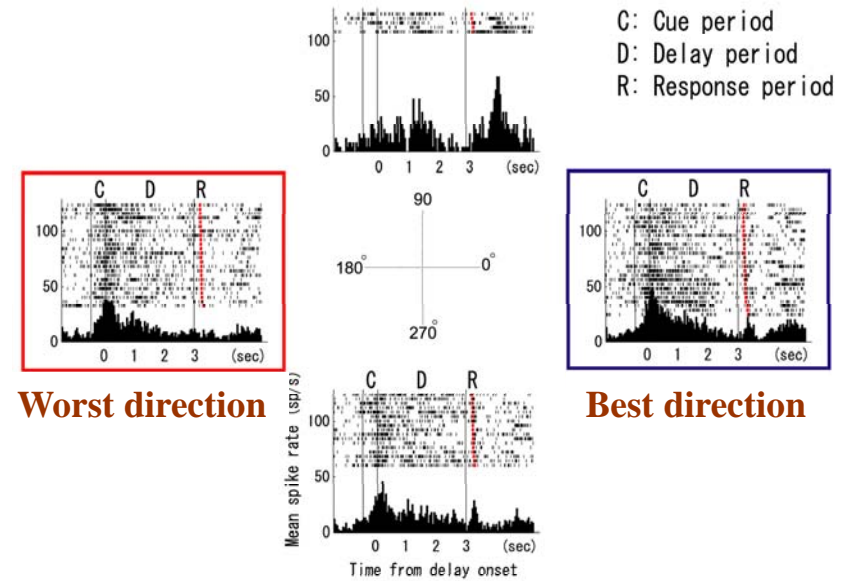 C: Cue period
D: Delay period
R: Response period
100
50
0
0 1 2 3 (sec)
C D R
100
50
0
0 1 2 3 (sec)
Worst direction
90
180° 0°
270°
C D R
100
50
0
0 1 2 3 (sec)
Best direction
C D R
Mean spike rate (sp/s)
100
50
0
0 1 2 3 (sec)
Time from delay onset